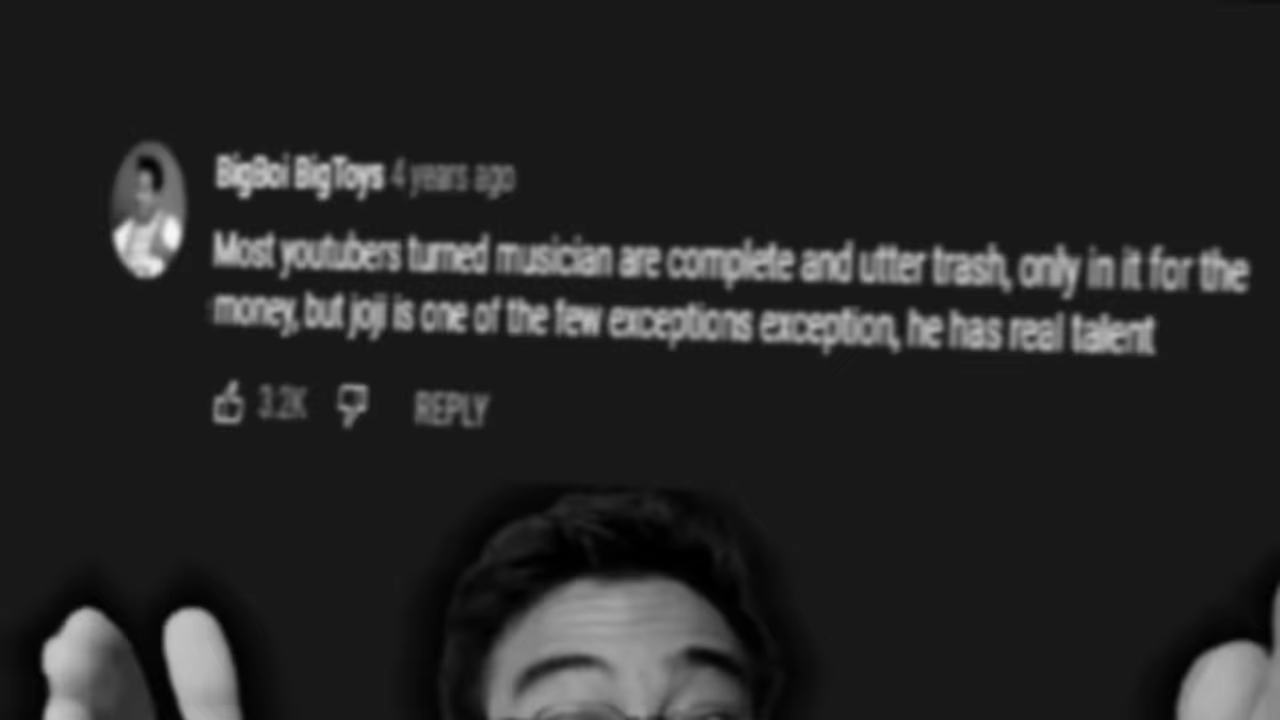 BigBoi BigToys 4 years ago
Most youtubers turned musician are complete and utter trash, only in it for the
money, but joji is one of the few exceptions exception, he has real talent
3.2K REPLY